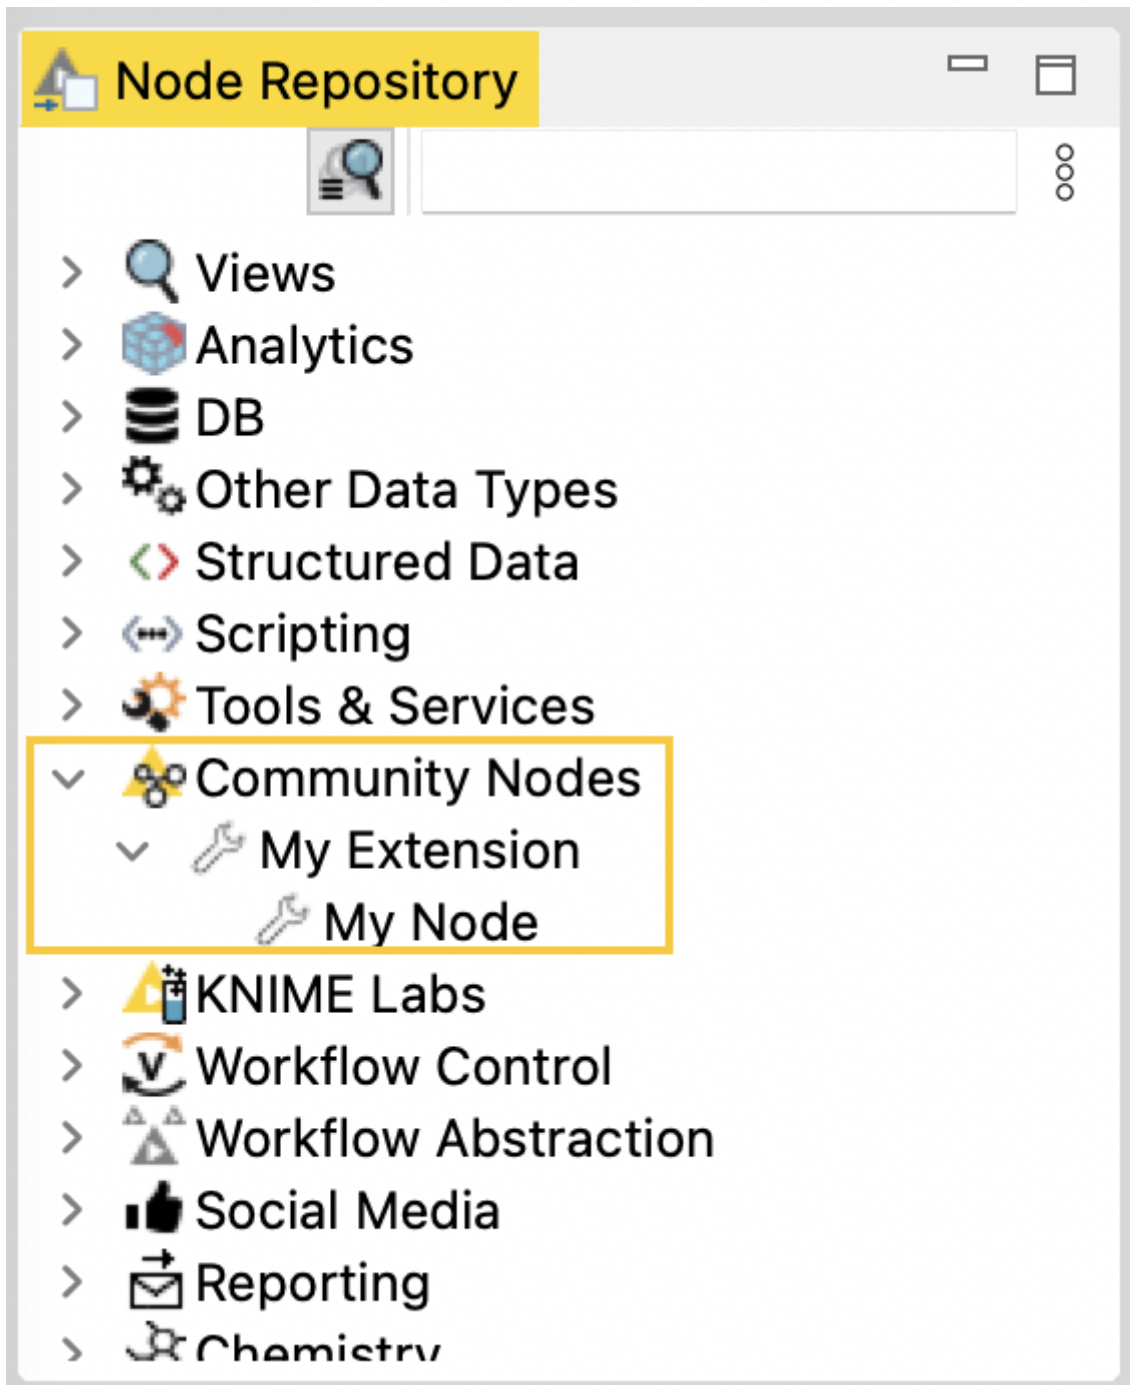 Node Repository
Views
Analytics
DB
Other Data Types
Structured Data
Scripting
Tools & Services
Community Nodes
My Extension
My Node
KNIME Labs
Workflow Control
Workflow Abstraction
Social Media
Reporting
Chemistry